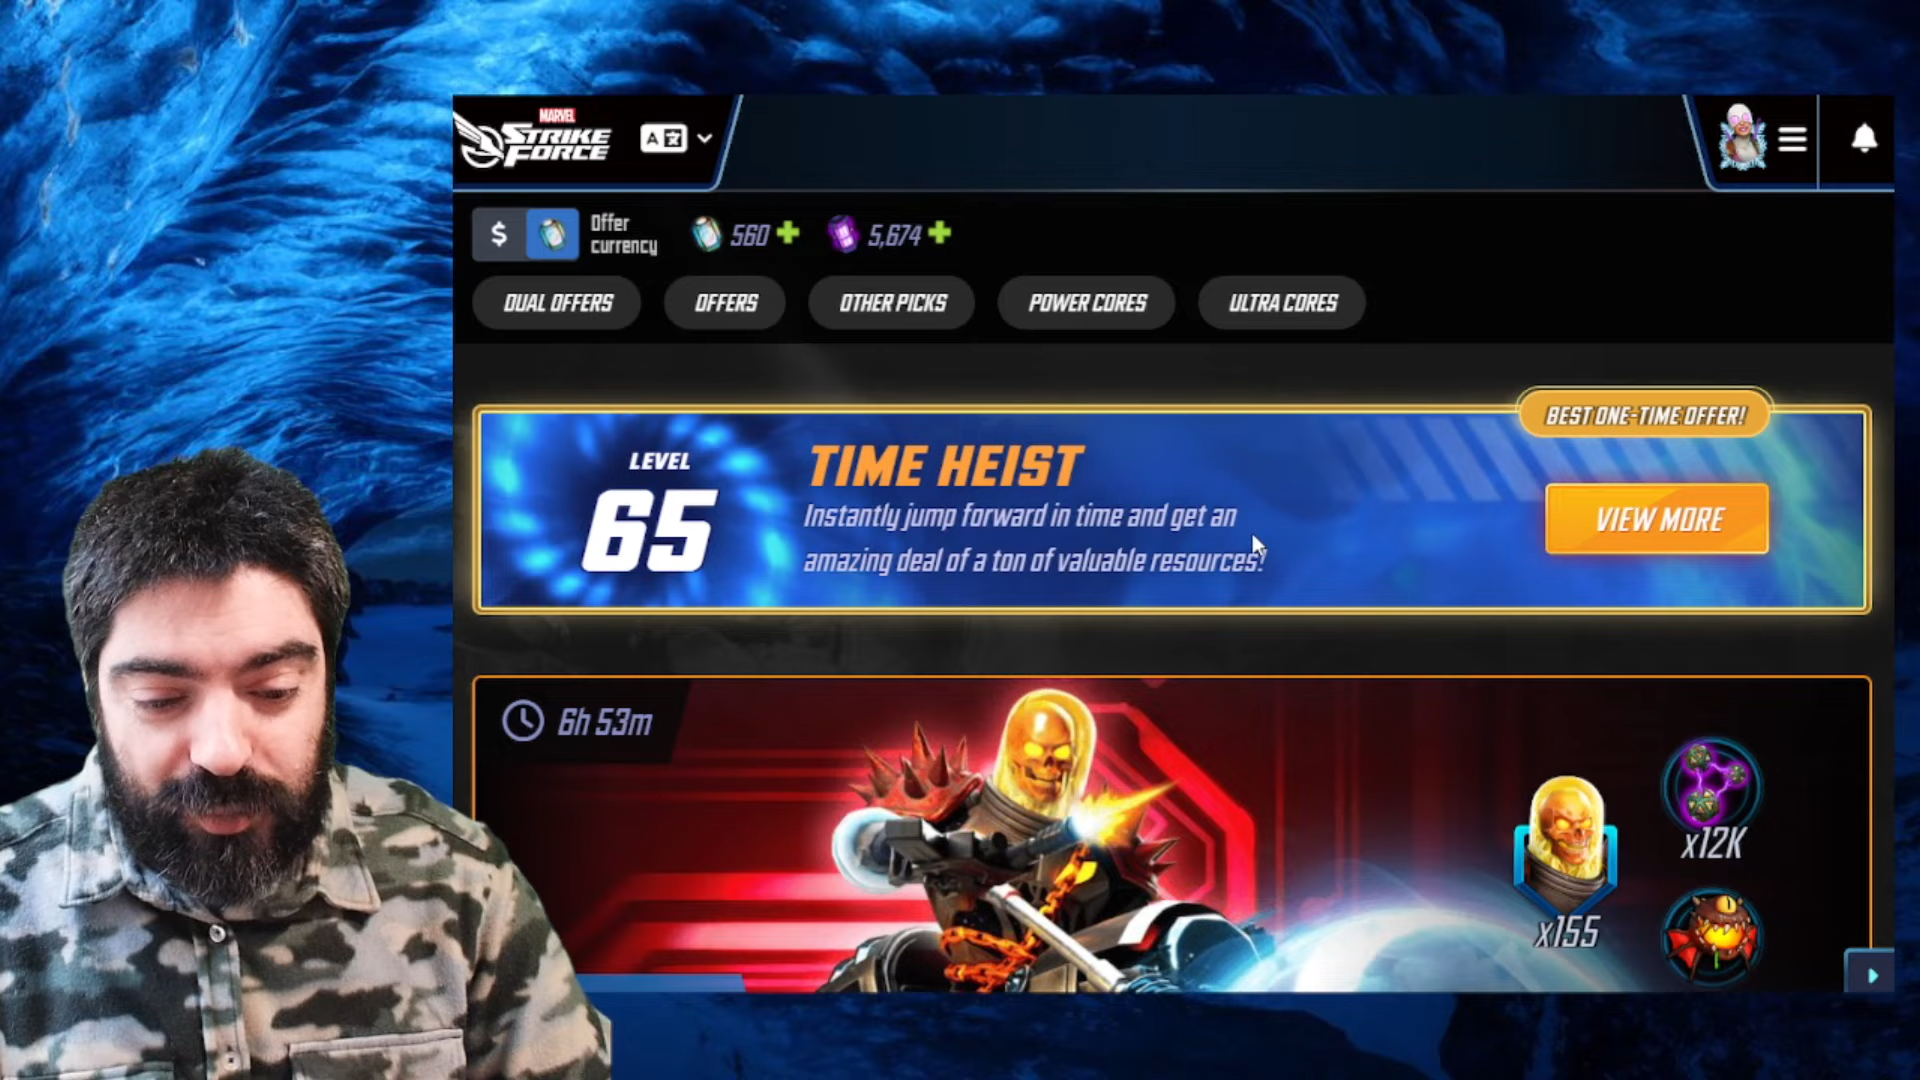 MARVEL
STRIKE
FORCE
A
$
Offer
currency
560
5,674
DUAL OFFERS
OFFERS
OTHER PICKS
POWER CORES
ULTRA CORES
BEST ONE-TIME OFFER!
LEVEL
65
TIME HEIST
Instantly jump forward in time and get an
amazing deal of a ton of valuable resources!
VIEW MORE
6h 53m
x155
x12K